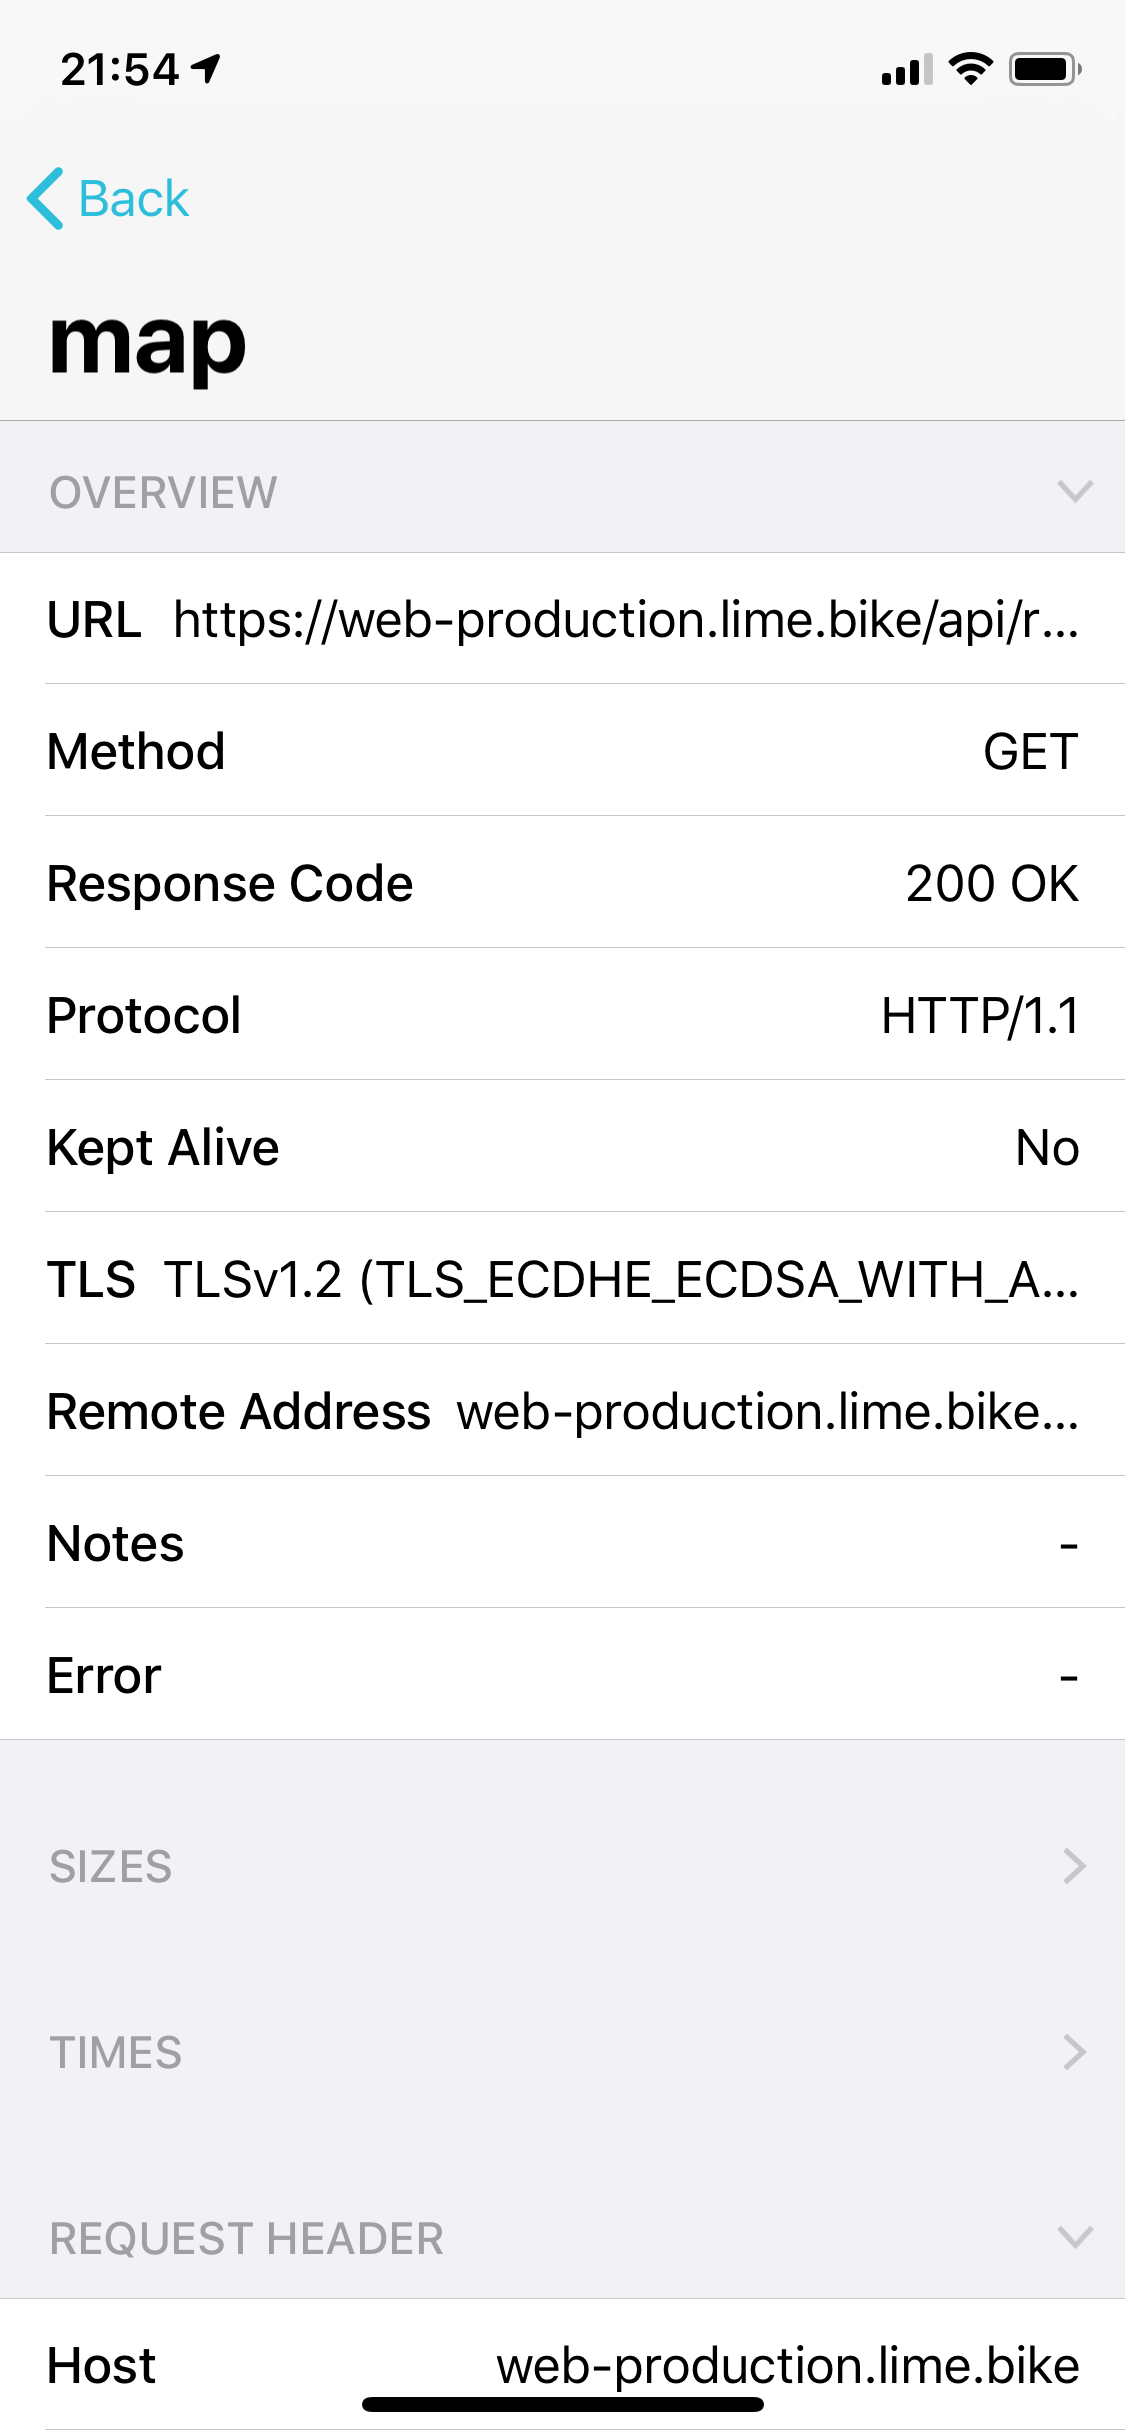 21:54
Back
map
OVERVIEW
URL https://web-production.lime.bike/api/r...
Method GET
Response Code 200 OK
Protocol HTTP/1.1
Kept Alive No
TLS TLSv1.2 (TLS_ECDHE_ECDSA_WITH_A...
Remote Address web-production.lime.bike...
Notes -
Error -
SIZES
TIMES
REQUEST HEADER
Host web-production.lime.bike